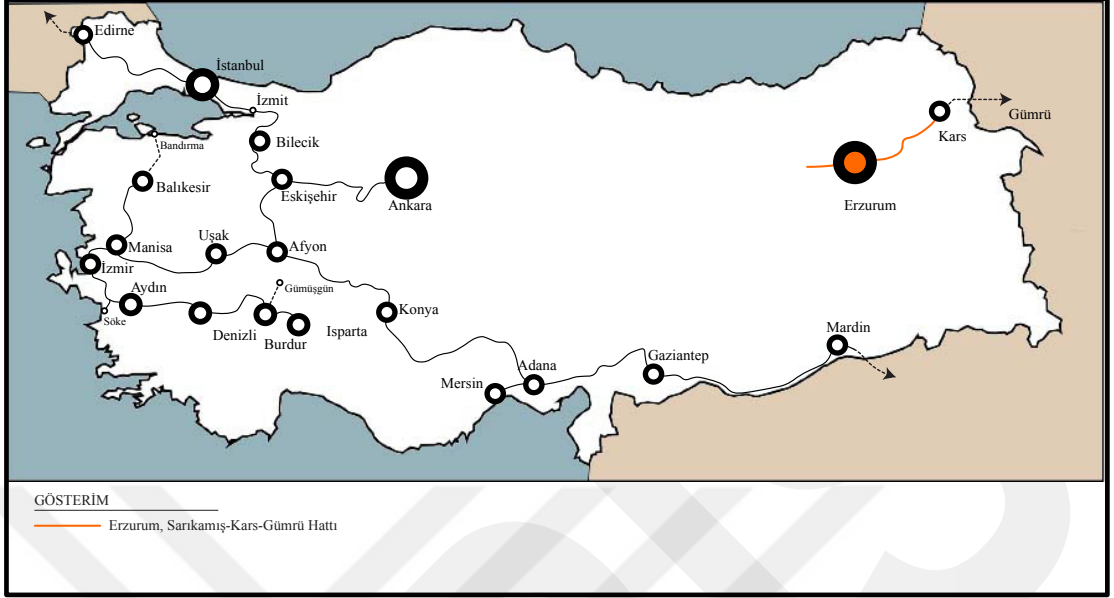 Edirne
İstanbul
İzmit
Gümrü
Bandırma
Bilecik
Kars
Balıkesir
Eskişehir
Ankara
Erzurum
Uşak
Manisa
Afyon
İzmir
Aydın
Gümüşgün
Konya
Söke
Denizli
Isparta
Burdur
Mardin
Gaziantep
Adana
Mersin
GÖSTERİM
Erzurum, Sarıkamış-Kars-Gümrü Hattı